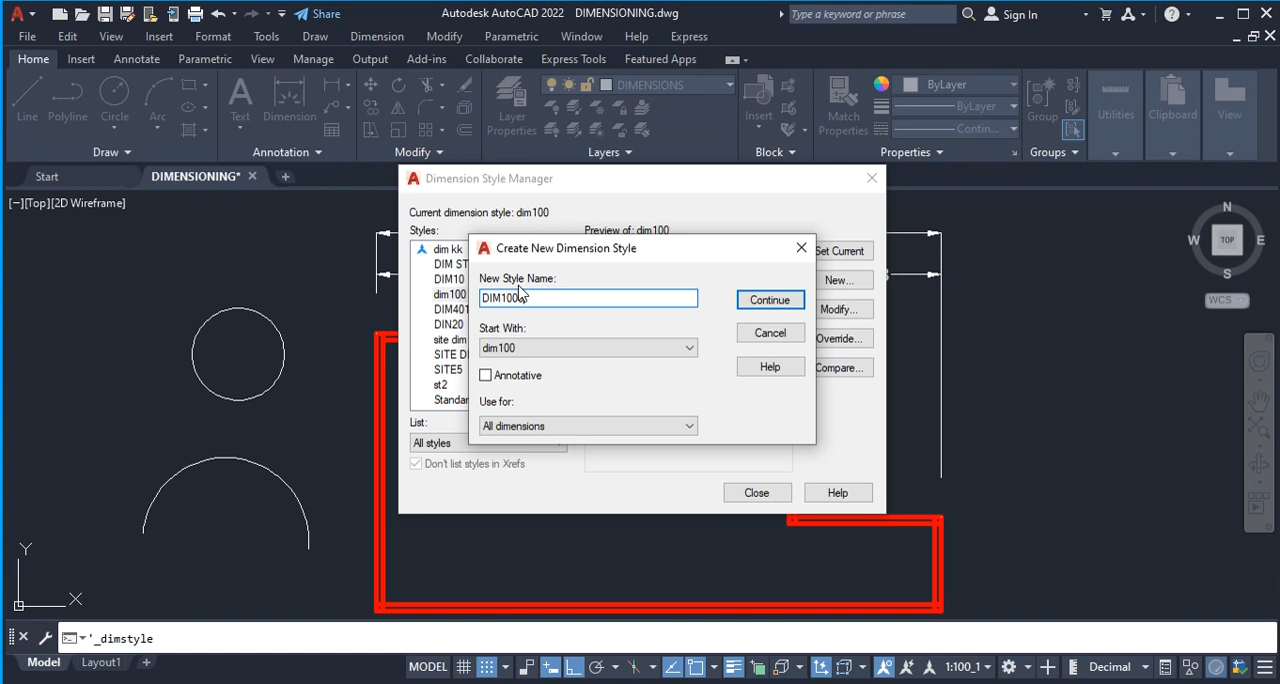 A Share Autodesk AutoCAD 2022 DIMENSIONING.dwg Type a keyword or phrase Sign In
File Edit View Insert Format Tools Draw Dimension Modify Parametric Window Help Express
Home Insert Annotate Parametric View Manage Output Add-ins Collaborate Express Tools Featured Apps
DIMENSIONS ByLayer
ByLayer
Line Polyline Circle Arc Text Dimension Layer Properties Insert Match Properties Contin... Group Utilities Clipboard View
Draw Annotation Modify Layers Block Properties Groups
Start DIMENSIONING*
[−][Top][2D Wireframe]
Dimension Style Manager
Current dimension style: dim100
Styles: Preview of: dim100
dim kk
DIM ST
DIM10
dim100
DIM401
DIN20
site dim
SITE DI
SITE5
st2
Standar
List:
All styles
Don't list styles in Xrefs
Set Current
New...
Modify...
Override...
Compare...
Close Help
Create New Dimension Style
New Style Name:
DIM100
Continue
Start With:
dim100
Cancel
Annotative
Help
Use for:
All dimensions
N
W TOP E
S
WCS
Y
X
'_dimstyle
Model Layout1
MODEL 1:100_1 Decimal